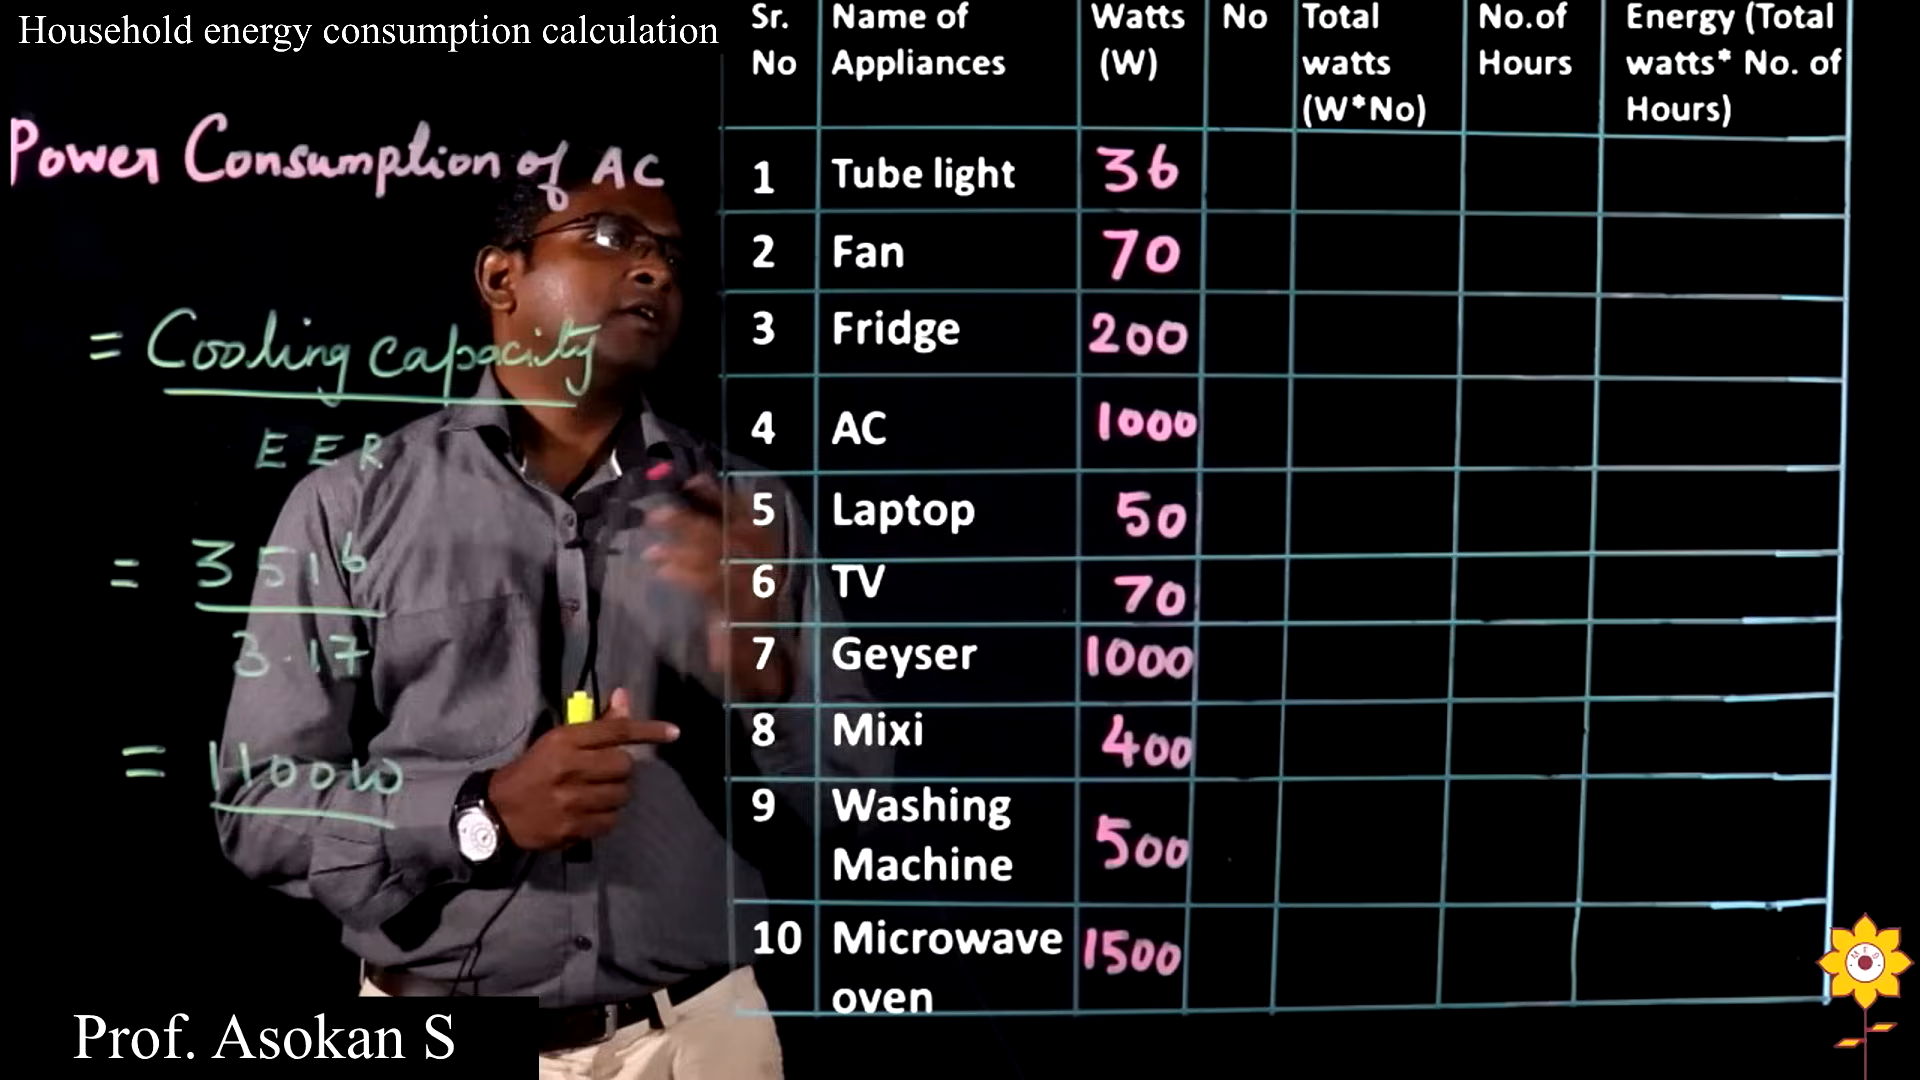 Household energy consumption calculation
Power Consumption of AC
= Cooling capacity
EER
= 3516
3.17
= 1100W
Sr. No | Name of Appliances | Watts (W) | No | Total watts (W*No) | No.of Hours | Energy (Total watts* No. of Hours)
1 Tube light 36
2 Fan 70
3 Fridge 200
4 AC 1000
5 Laptop 50
6 TV 70
7 Geyser 1000
8 Mixi 400
9 Washing Machine 500
10 Microwave oven 1500
Prof. Asokan S